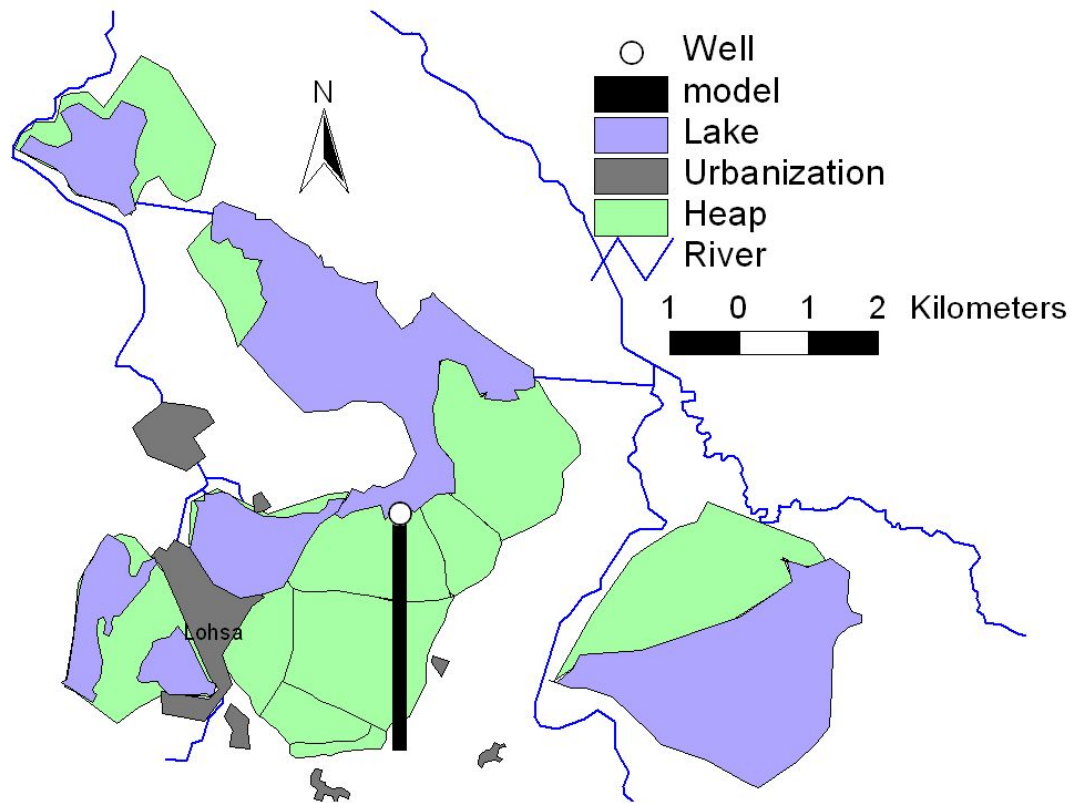 Well
N
model
Lake
Urbanization
Heap
River
1 0 1 2 Kilometers
Lohsa